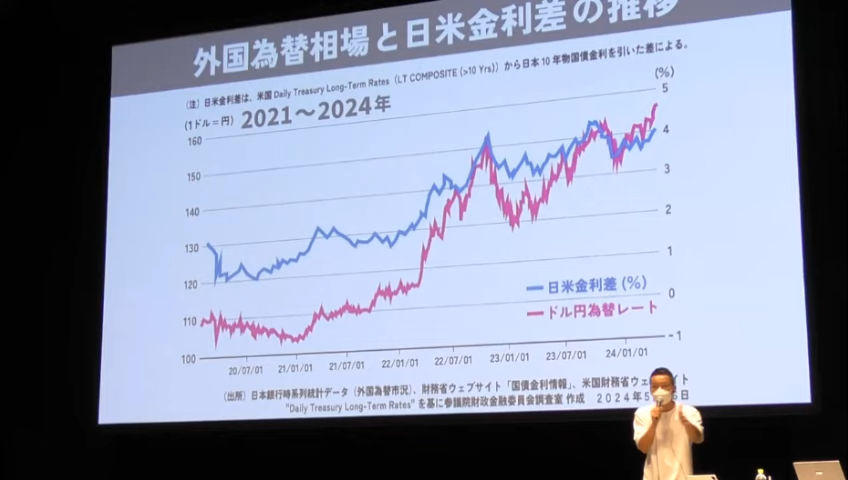 外国為替相場と日米金利差の推移
（注）日米金利差は、米国 Daily Treasury Long-Term Rates（LT COMPOSITE (>10 Yrs)）から日本10年物国債金利を引いた差による。
(1ドル＝円) 2021〜2024年 (%)
160
150
140
130
120
110
100
5
4
3
2
1
0
-1
日米金利差(%)
ドル円為替レート
20/07/01 21/01/01 21/07/01 22/01/01 22/07/01 23/01/01 23/07/01 24/01/01
（出所）日本銀行時系列統計データ（外国為替市況）、財務省ウェブサイト「国債金利情報」、米国財務省ウェ サイト
"Daily Treasury Long-Term Rates" を基に参議院財政金融委員会調査室 作成 2024年5 日